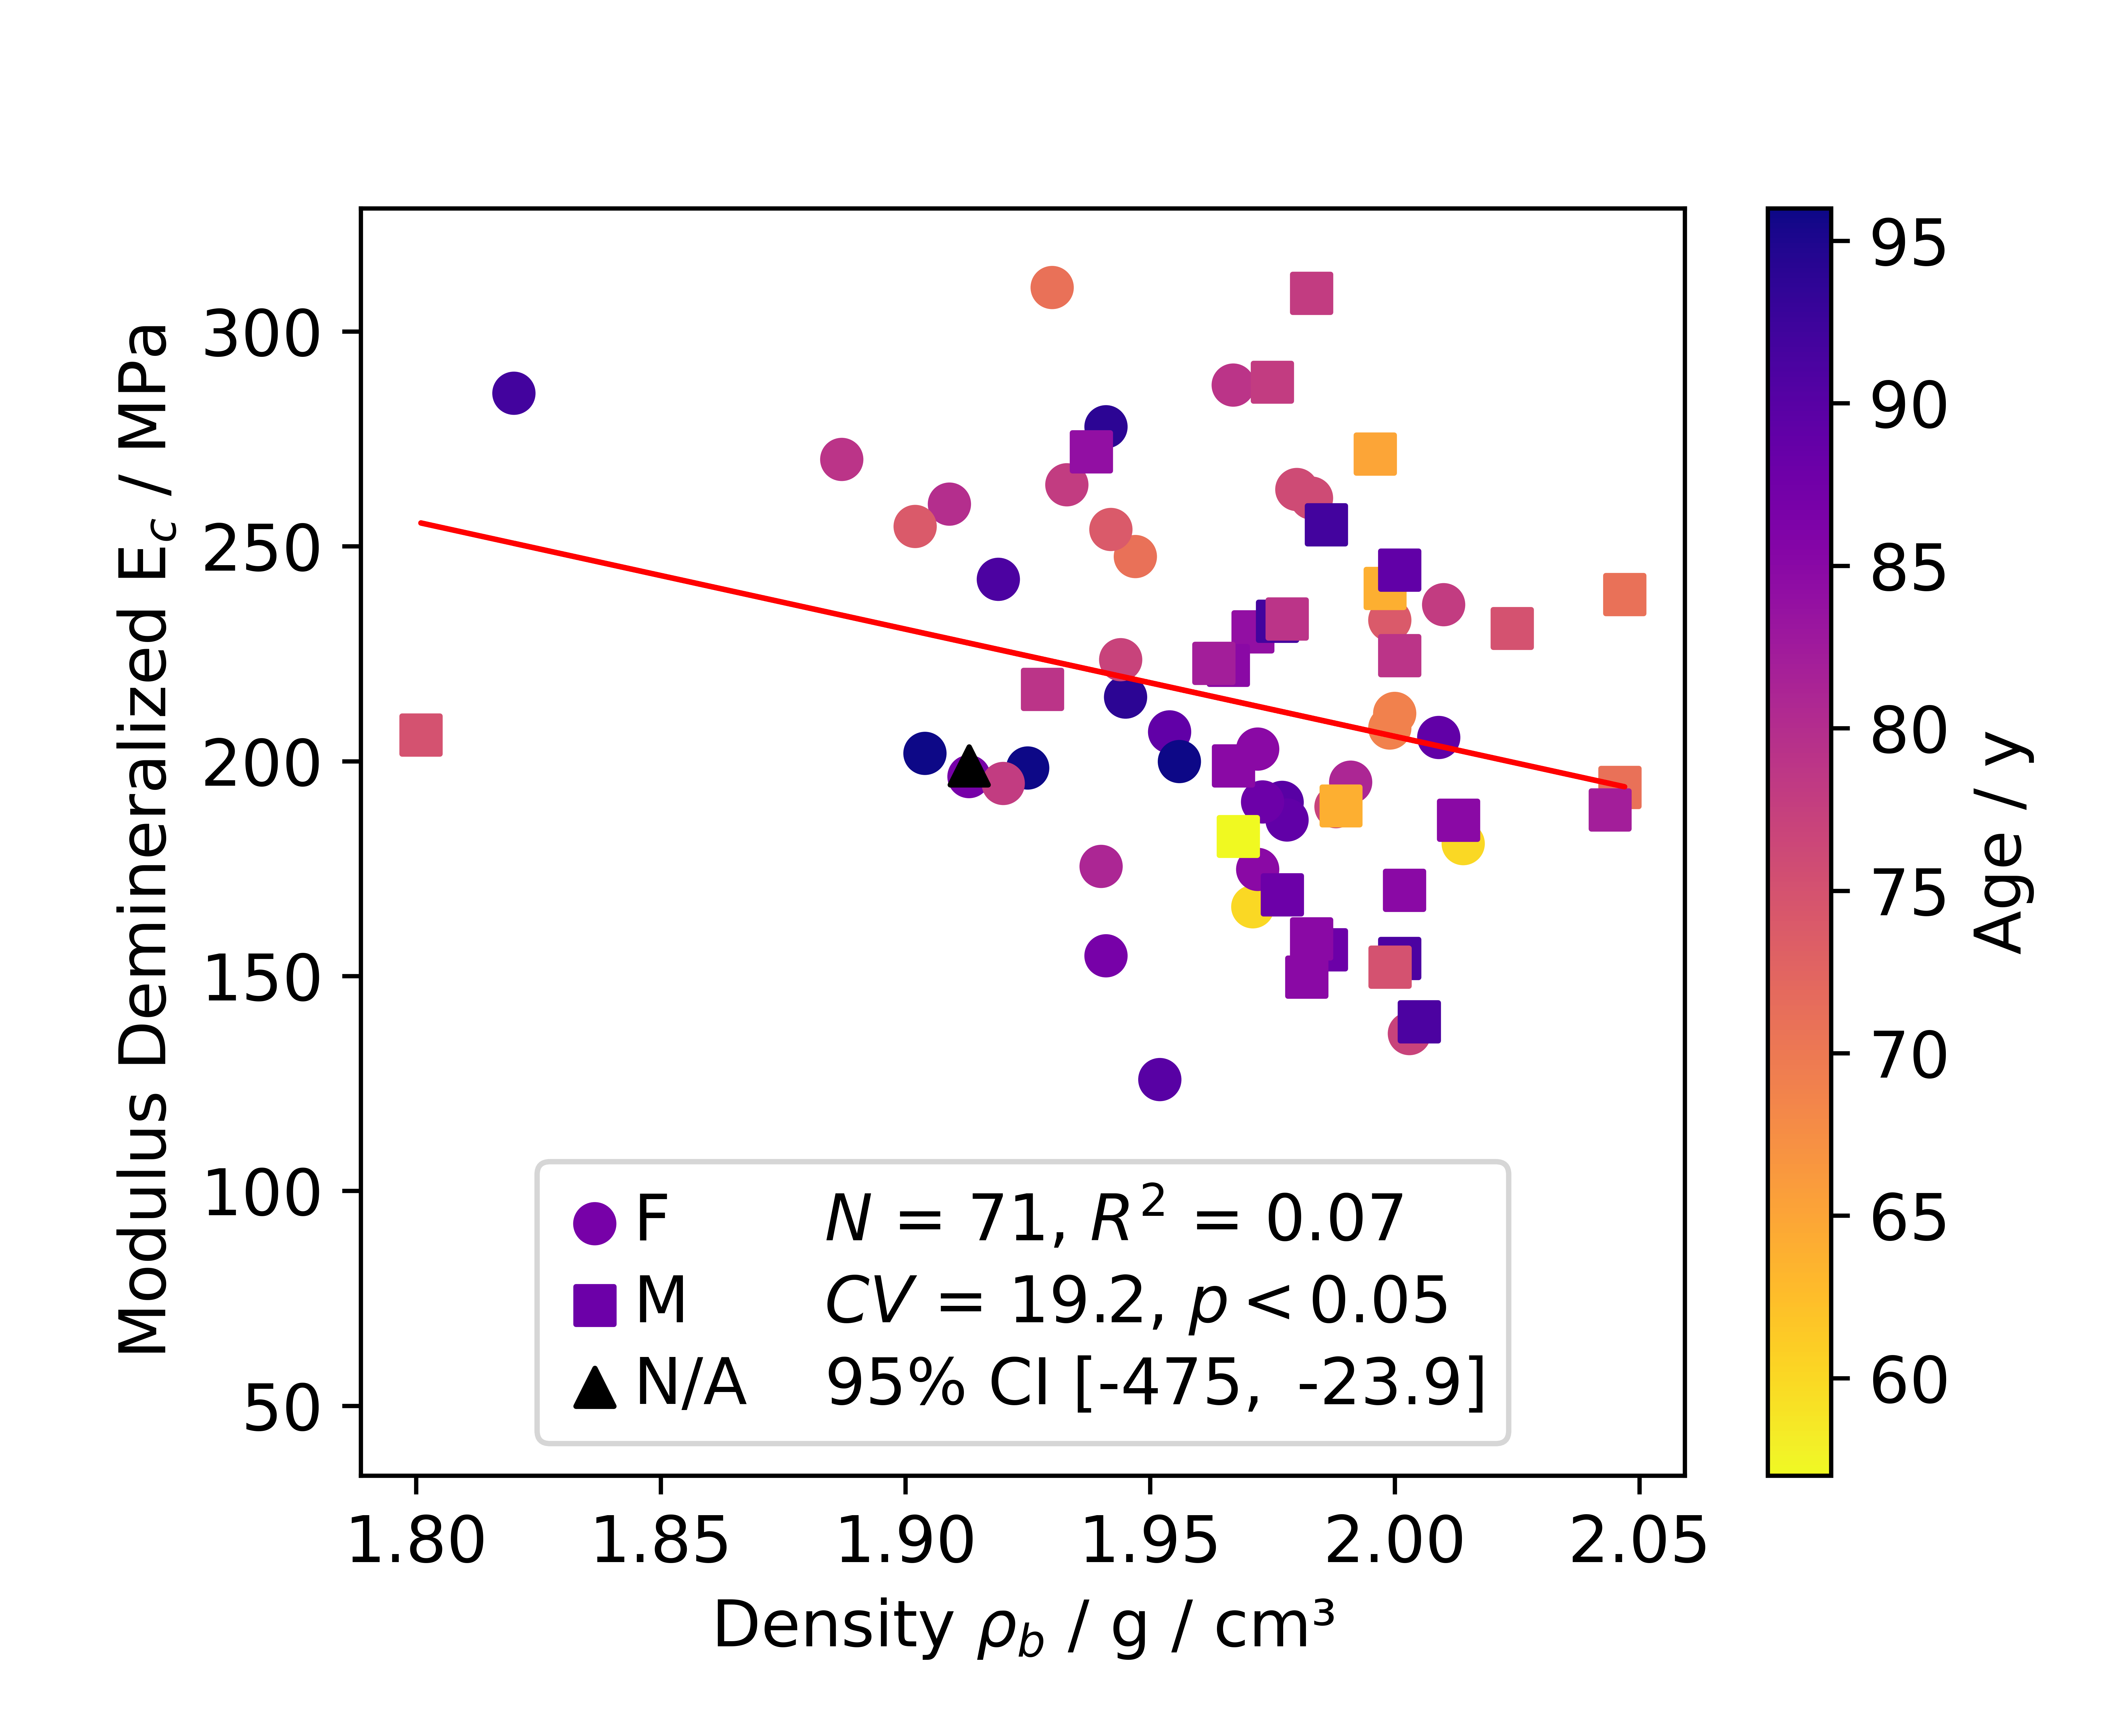 Modulus Demineralized E_c / MPa
300
250
200
150
100
50
1.80 1.85 1.90 1.95 2.00 2.05
Density ρ_b / g / cm³
F N = 71, R² = 0.07
M CV = 19.2, p < 0.05
N/A 95% CI [-475, -23.9]
95
90
85
80
75
70
65
60
Age / y